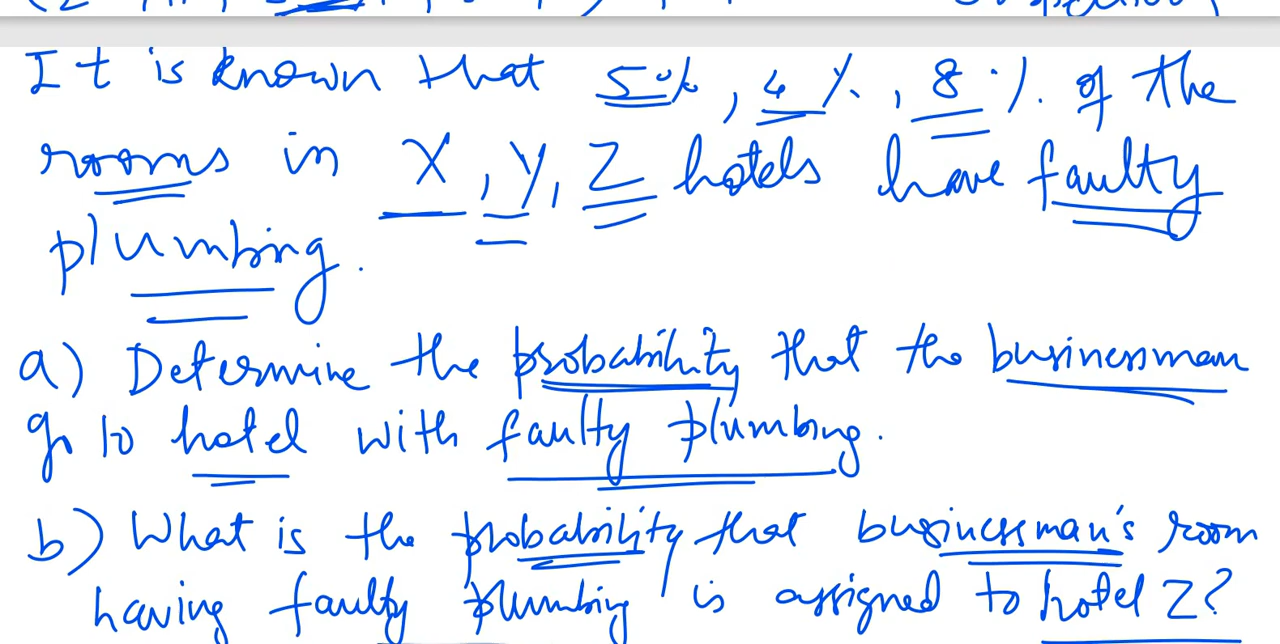 It is known that 5%, 4%, 8%. of the
rooms in X, Y, Z hotels have faulty
plumbing.
a) Determine the probability that the businessman
go to hotel with faulty plumbing.
b) What is the probability that businessman's room
having faulty plumbing is assigned to hotel Z?